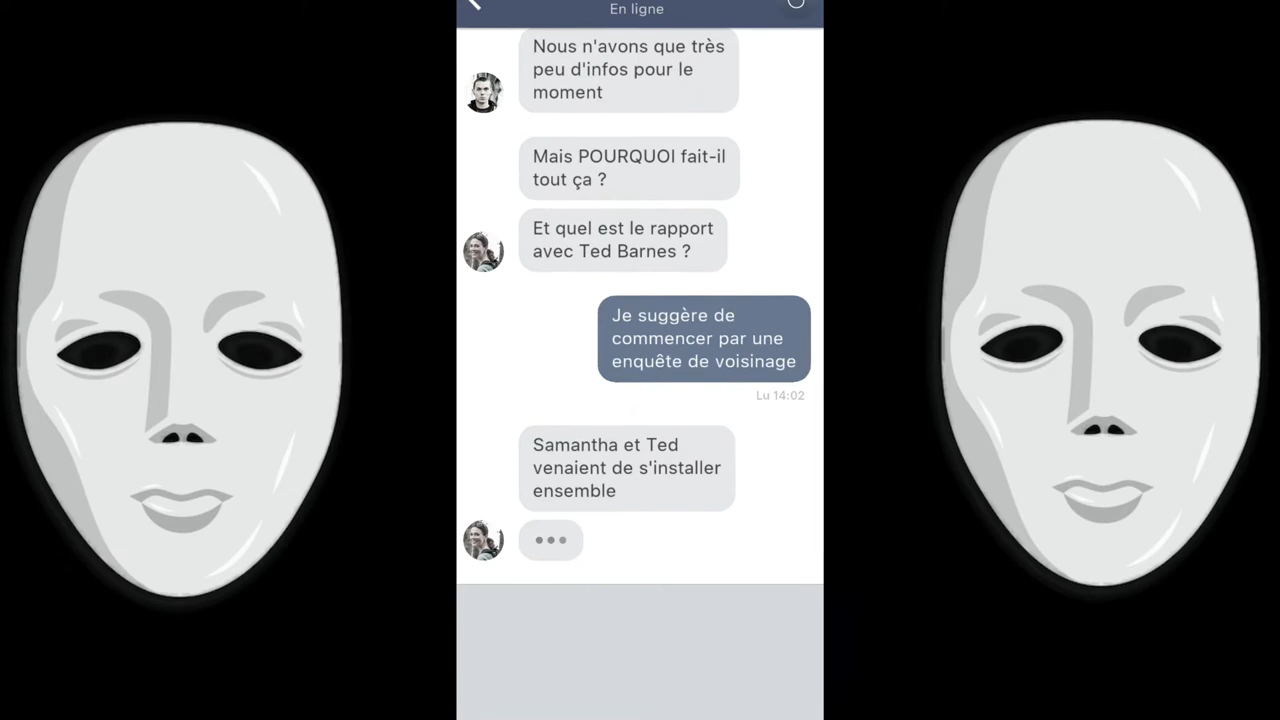 En ligne
Nous n'avons que très
peu d'infos pour le
moment
Mais POURQUOI fait-il
tout ça ?
Et quel est le rapport
avec Ted Barnes ?
Je suggère de
commencer par une
enquête de voisinage
Lu 14:02
Samantha et Ted
venaient de s'installer
ensemble